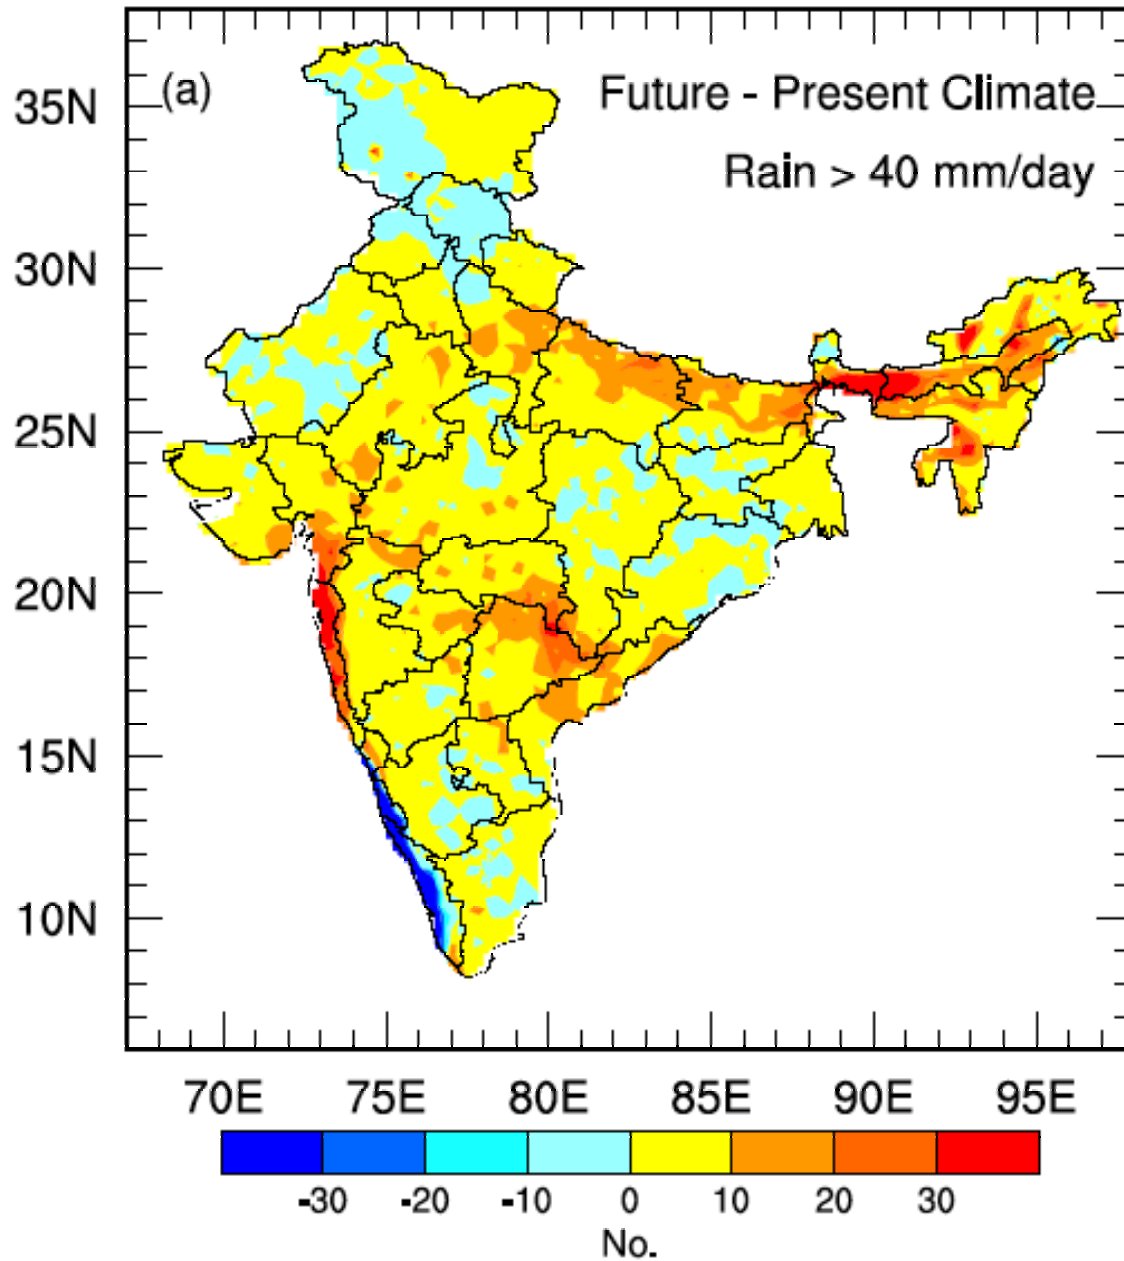 (a)
Future - Present Climate
Rain > 40 mm/day
35N
30N
25N
20N
15N
10N
70E 75E 80E 85E 90E 95E
-30 -20 -10 0 10 20 30
No.